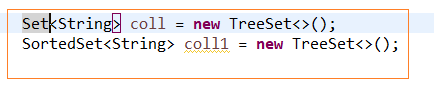 Set<String> coll = new TreeSet<>();
SortedSet<String> coll1 = new TreeSet<>();